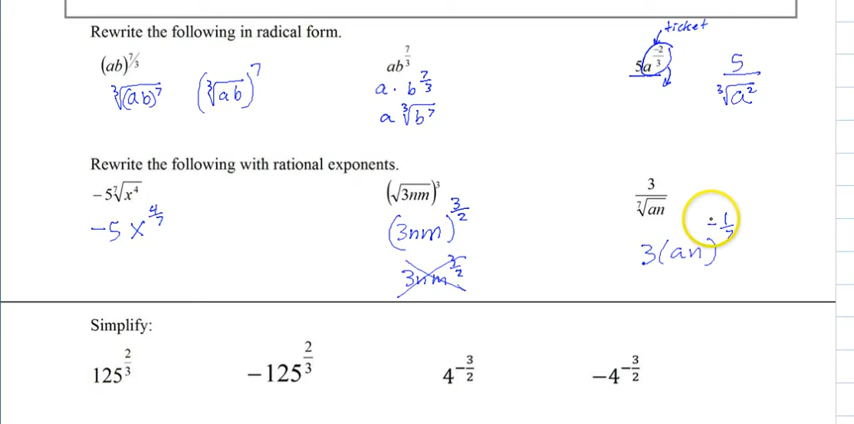 Rewrite the following in radical form.
ticket
(ab)^{7/3} ab^{7/3} 5a^{-2/3}
∛(ab)⁷ (∛ab)⁷ a · b^{7/3} 5/∛a²
a ∛b⁷
Rewrite the following with rational exponents.
−5 ⁷√x⁴ (√3nm)³ 3/⁷√an
−5x^{4/7} (3nm)^{3/2} 3(an)^{-1/7}
3nm^{3/2}
Simplify:
125^{2/3} −125^{2/3} 4^{-3/2} −4^{-3/2}